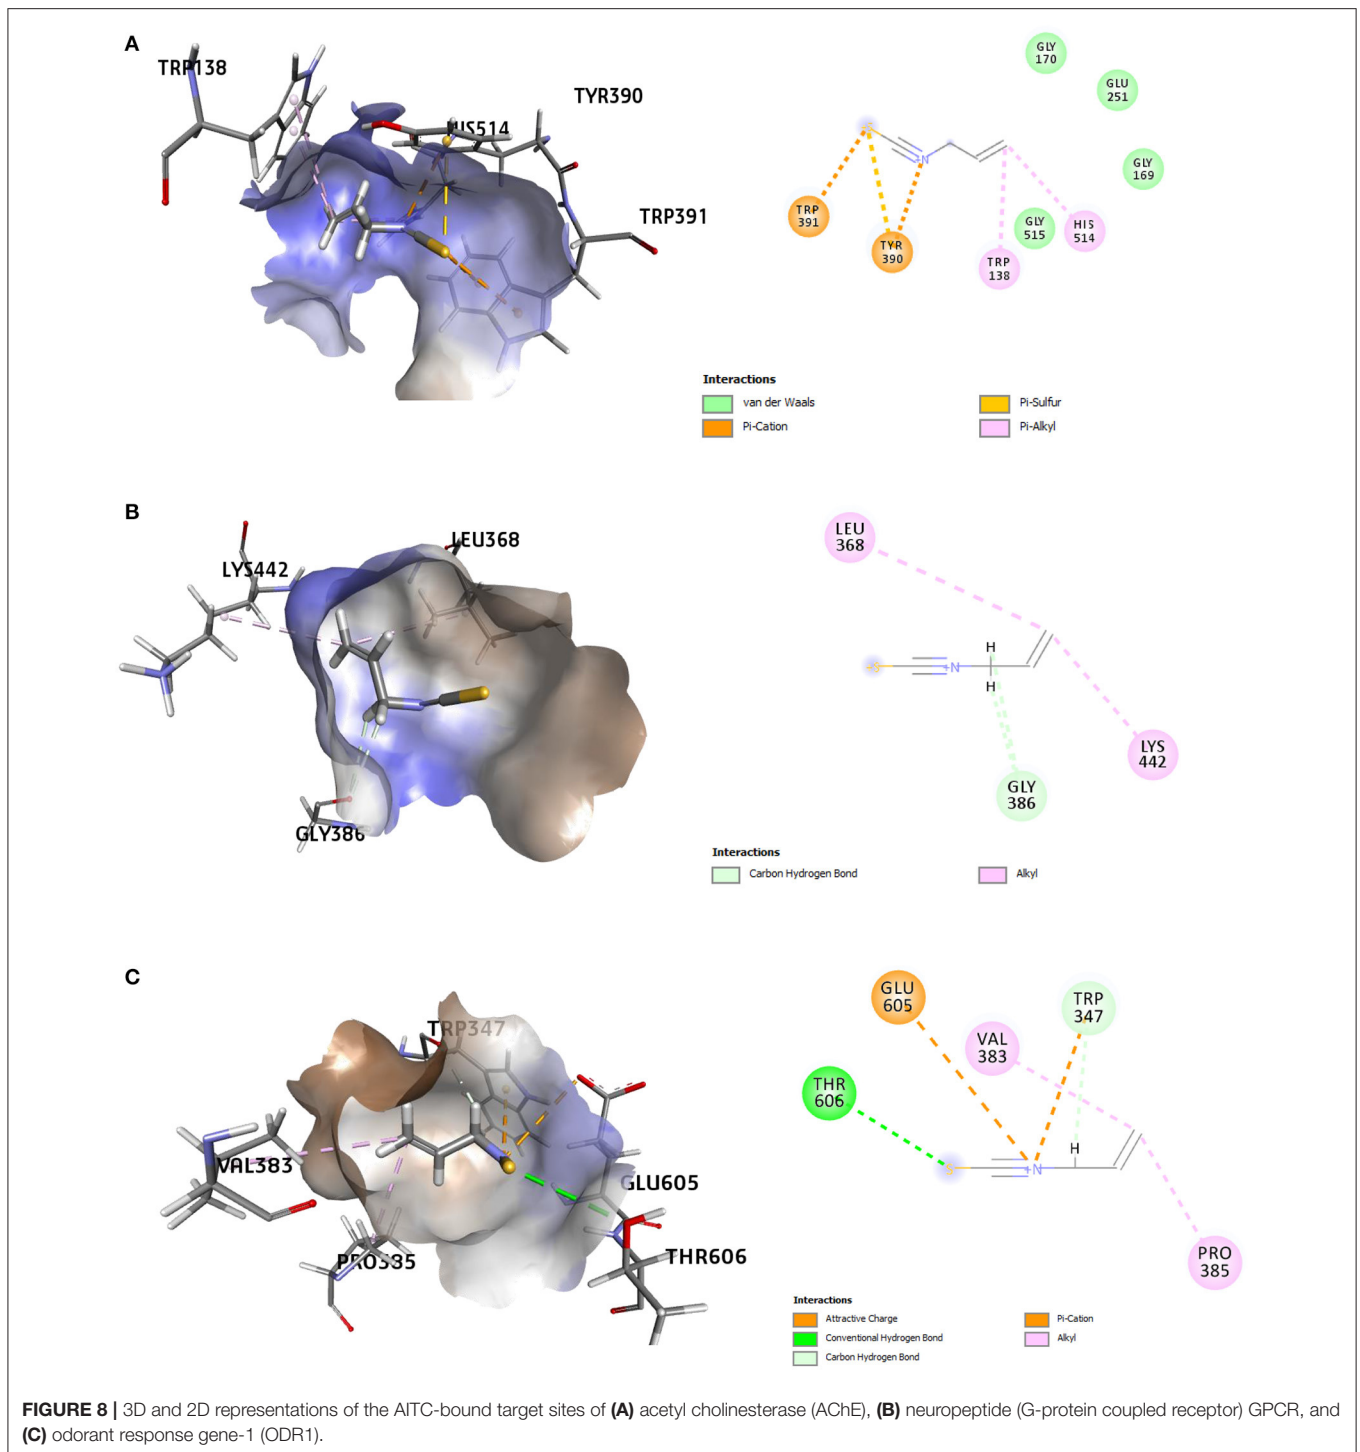 A
TRP138
TYR390
HIS514
TRP391
GLY
170
GLU
251
GLY
169
S
N
TRP
391
TYR
390
GLY
515
HIS
514
TRP
138
Interactions
van der Waals
Pi-Cation
Pi-Sulfur
Pi-Alkyl
B
LYS442
LEU368
GLY386
LEU
368
H
S
+N
H
LYS
442
GLY
386
Interactions
Carbon Hydrogen Bond
Alkyl
C
TRP347
VAL383
GLU605
PRO385
THR606
GLU
605
TRP
347
VAL
383
THR
606
H
S
+N
PRO
385
Interactions
Attractive Charge
Conventional Hydrogen Bond
Carbon Hydrogen Bond
Pi-Cation
Alkyl
FIGURE 8 | 3D and 2D representations of the AITC-bound target sites of (A) acetyl cholinesterase (AChE), (B) neuropeptide (G-protein coupled receptor) GPCR, and
(C) odorant response gene-1 (ODR1).